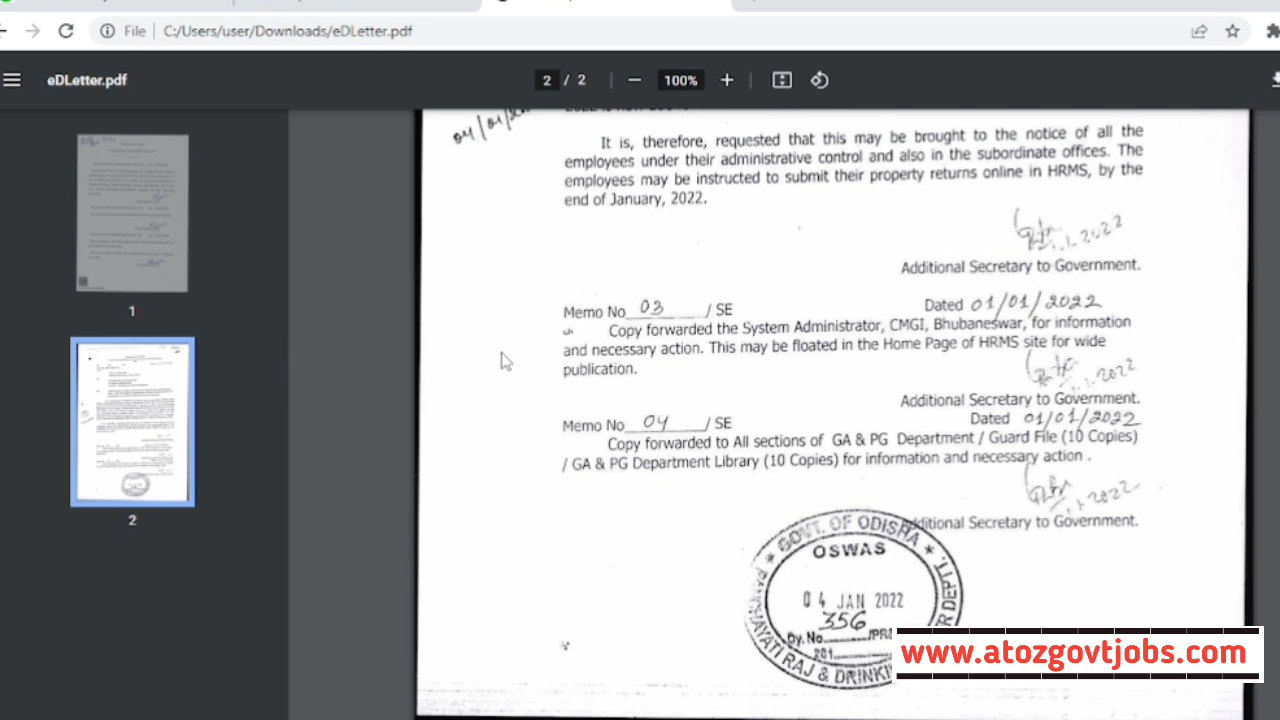 File C:/Users/user/Downloads/eDLetter.pdf
eDLetter.pdf
2 / 2
100%
1
2
It is, therefore, requested that this may be brought to the notice of all the
employees under their administrative control and also in the subordinate offices. The
employees may be instructed to submit their property returns online in HRMS, by the
end of January, 2022.
Additional Secretary to Government.
Memo No 03 / SE Dated 01/01/2022
Copy forwarded the System Administrator, CMGI, Bhubaneswar, for information
and necessary action. This may be floated in the Home Page of HRMS site for wide
publication.
Additional Secretary to Government.
Memo No 04 / SE Dated 01/01/2022
Copy forwarded to All sections of GA & PG Department / Guard File (10 Copies)
/ GA & PG Department Library (10 Copies) for information and necessary action .
Additional Secretary to Government.
GOVT. OF ODISHA
OSWAS
04 JAN 2022
356
Dy. No. /PR
201
RAJ & DRINKI
www.atozgovtjobs.com